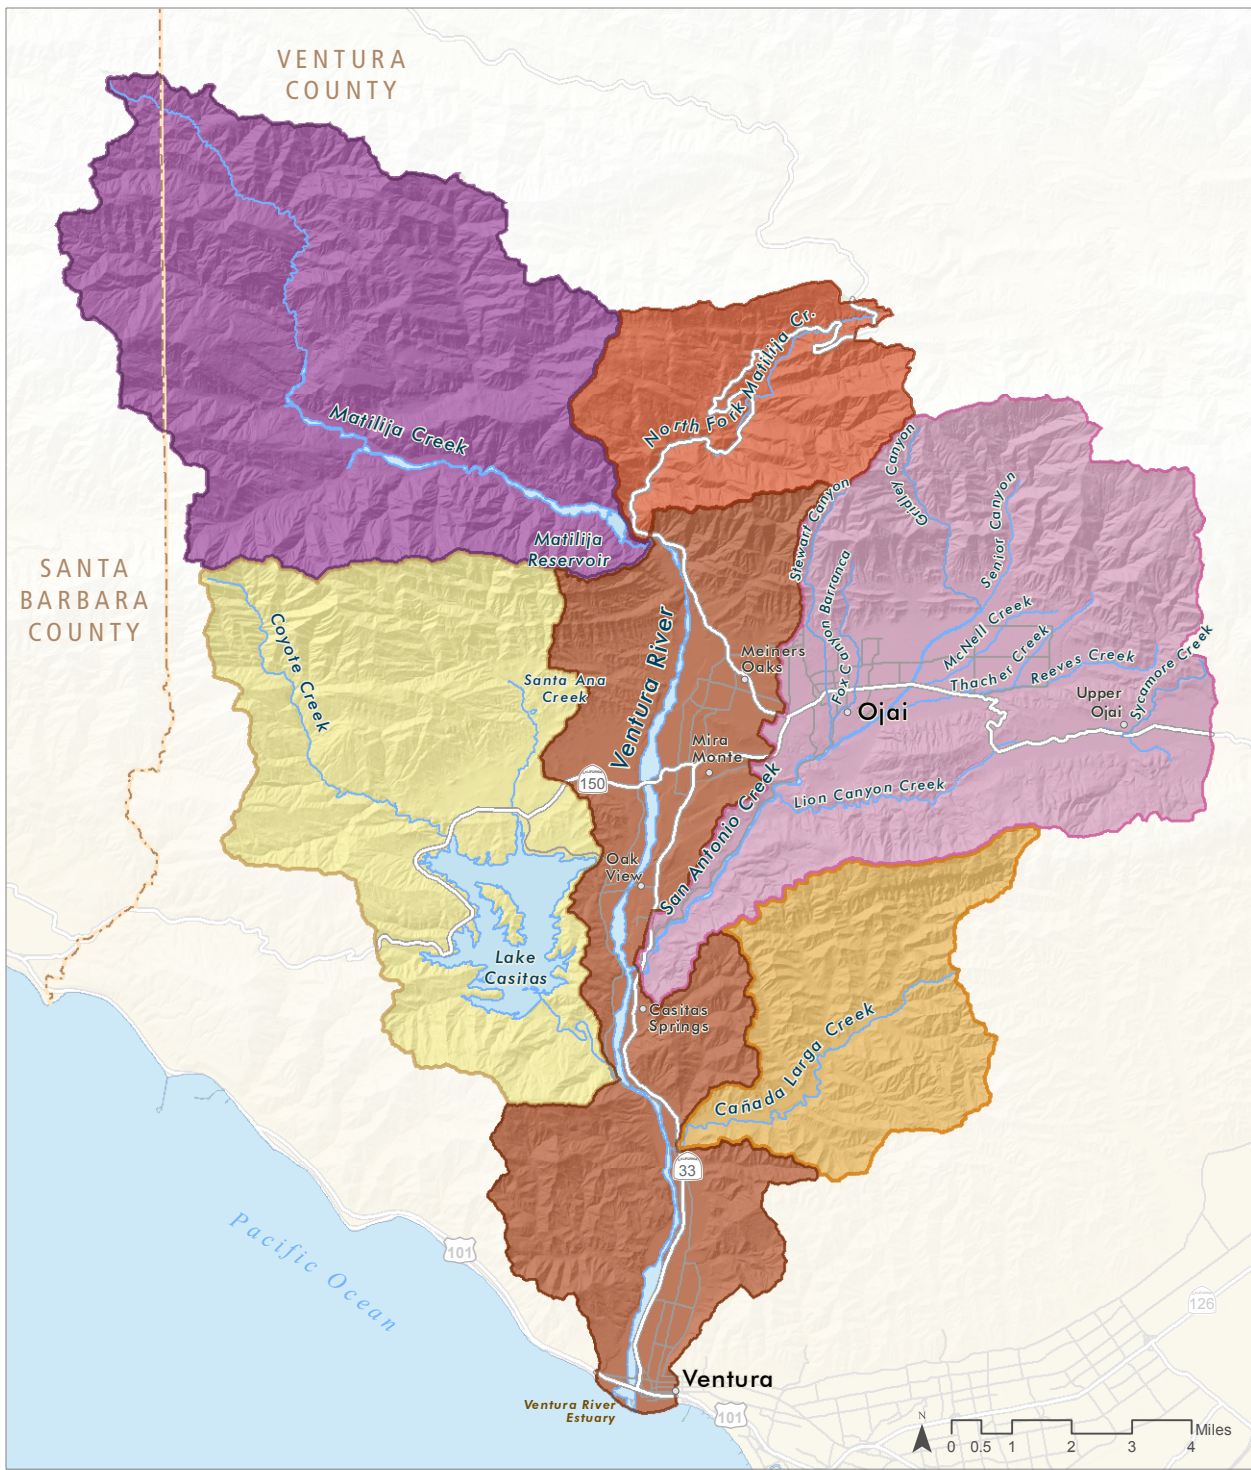 VENTURA
COUNTY
North Fork Matilija Cr.
Matilija Creek
Gridley Canyon
Stewart Canyon
Senior Canyon
Matilija
Reservoir
SANTA
BARBARA
COUNTY
Fox Canyon Barranca
Coyote Creek
McNell Creek
Thacher Creek
Reeves Creek
Sycamore Creek
Ventura River
Meiners
Oaks
Santa Ana
Creek
Upper
Ojai
Ojai
Mira
Monte
CALIFORNIA
150
Lion Canyon Creek
San Antonio Creek
Oak
View
Lake
Casitas
Casitas
Springs
Cañada Larga Creek
CALIFORNIA
33
Pacific Ocean
101
CALIFORNIA
126
Ventura
Ventura River
Estuary
101
N
Miles
0 0.5 1 2 3 4